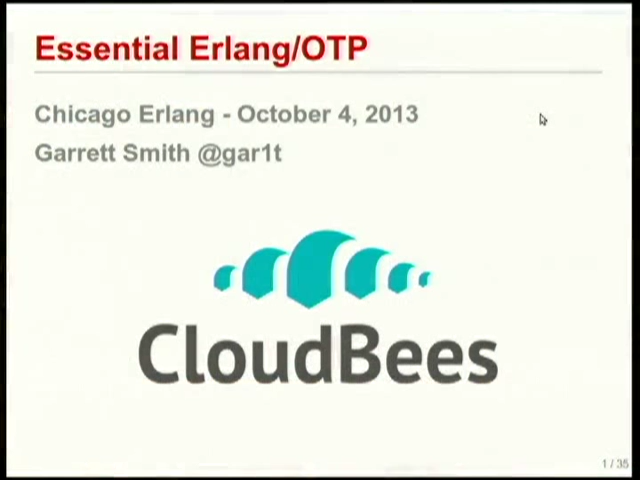 Essential Erlang/OTP
Chicago Erlang - October 4, 2013
Garrett Smith @gar1t
CloudBees
1 / 35